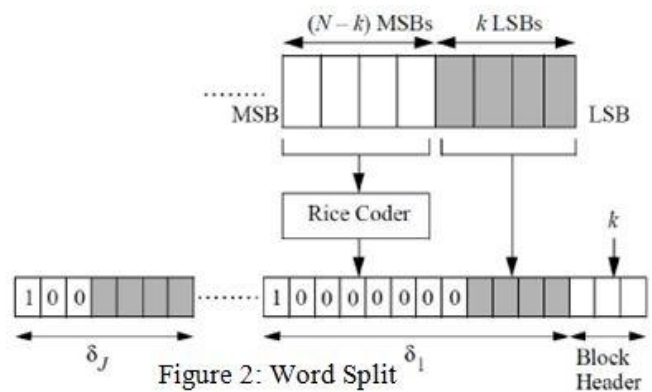 (N – k) MSBs k LSBs
........
MSB LSB
Rice Coder
k
1 0 0 ........ 1 0 0 0 0 0 0 0
δJ δ1 Block
Header
Figure 2: Word Split